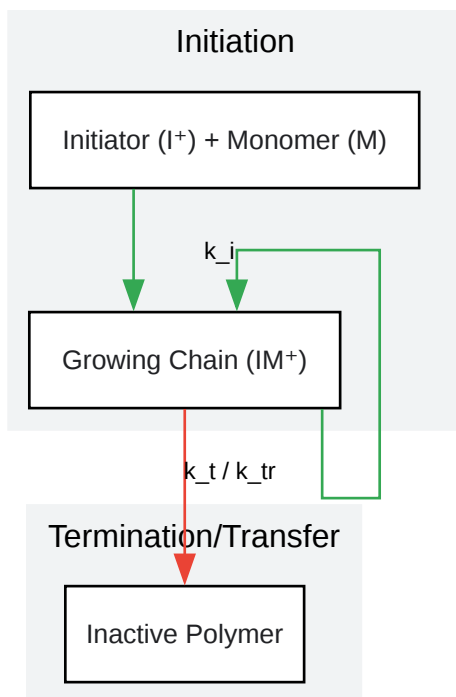 Initiation
Initiator (I⁺) + Monomer (M)
k_i
Growing Chain (IM⁺)
k_t / k_tr
Termination/Transfer
Inactive Polymer